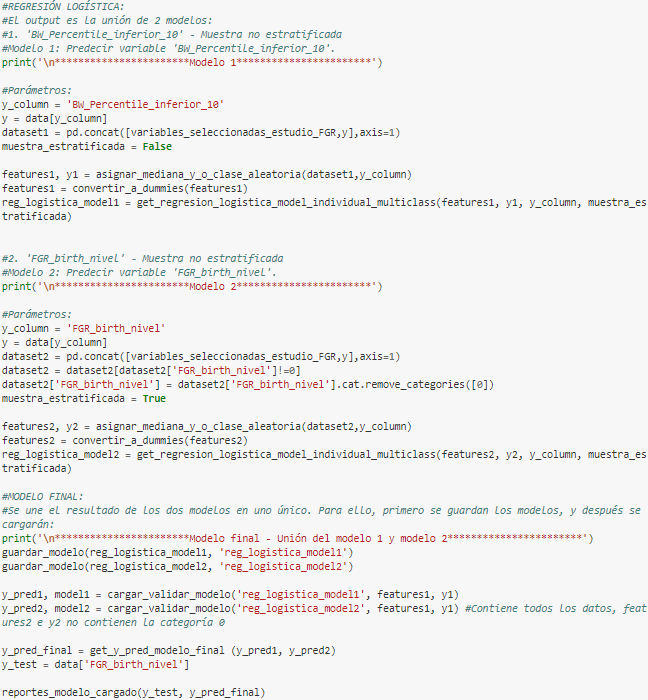 #REGRESIÓN LOGÍSTICA:
#El output es la unión de 2 modelos:
#1. 'BW_Percentile_inferior_10' - Muestra no estratificada
#Modelo 1: Predecir variable 'BW_Percentile_inferior_10'.
print('\n***********************Modelo 1***********************')

#Parámetros:
y_column = 'BW_Percentile_inferior_10'
y = data[y_column]
dataset1 = pd.concat([variables_seleccionadas_estudio_FGR,y],axis=1)
muestra_estratificada = False

features1, y1 = asignar_mediana_y_o_clase_aleatoria(dataset1,y_column)
features1 = convertir_a_dummies(features1)
reg_logistica_model1 = get_regresion_logistica_model_individual_multiclass(features1, y1, y_column, muestra_es
tratificada)

#2. 'FGR_birth_nivel' - Muestra no estratificada
#Modelo 2: Predecir variable 'FGR_birth_nivel'.
print('\n***********************Modelo 2***********************')

#Parámetros:
y_column = 'FGR_birth_nivel'
y = data[y_column]
dataset2 = pd.concat([variables_seleccionadas_estudio_FGR,y],axis=1)
dataset2 = dataset2[dataset2['FGR_birth_nivel']!=0]
dataset2['FGR_birth_nivel'] = dataset2['FGR_birth_nivel'].cat.remove_categories([0])
muestra_estratificada = True

features2, y2 = asignar_mediana_y_o_clase_aleatoria(dataset2,y_column)
features2 = convertir_a_dummies(features2)
reg_logistica_model2 = get_regresion_logistica_model_individual_multiclass(features2, y2, y_column, muestra_es
tratificada)

#MODELO FINAL:
#Se une el resultado de los dos modelos en uno único. Para ello, primero se guardan los modelos, y después se
cargarán:
print('\n***********************Modelo final - Unión del modelo 1 y modelo 2***********************')
guardar_modelo(reg_logistica_model1, 'reg_logistica_model1')
guardar_modelo(reg_logistica_model2, 'reg_logistica_model2')

y_pred1, model1 = cargar_validar_modelo('reg_logistica_model1', features1, y1)
y_pred2, model2 = cargar_validar_modelo('reg_logistica_model2', features1, y1) #Contiene todos los datos, feat
ures2 e y2 no contienen la categoría 0

y_pred_final = get_y_pred_modelo_final (y_pred1, y_pred2)
y_test = data['FGR_birth_nivel']

reportes_modelo_cargado(y_test, y_pred_final)